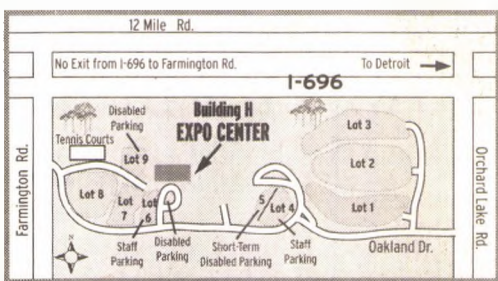 12 Mile Rd.
No Exit from I-696 to Farmington Rd.
To Detroit
I-696
Disabled
Parking
Building H
EXPO CENTER
Tennis Courts
Lot 9
Lot 3
Lot 2
Lot 8
Lot
7
Lot
6
5
Lot 4
Lot 1
Farmington Rd.
Orchard Lake Rd.
Staff
Parking
Disabled
Parking
Short-Term
Disabled Parking
Staff
Parking
Oakland Dr.
N